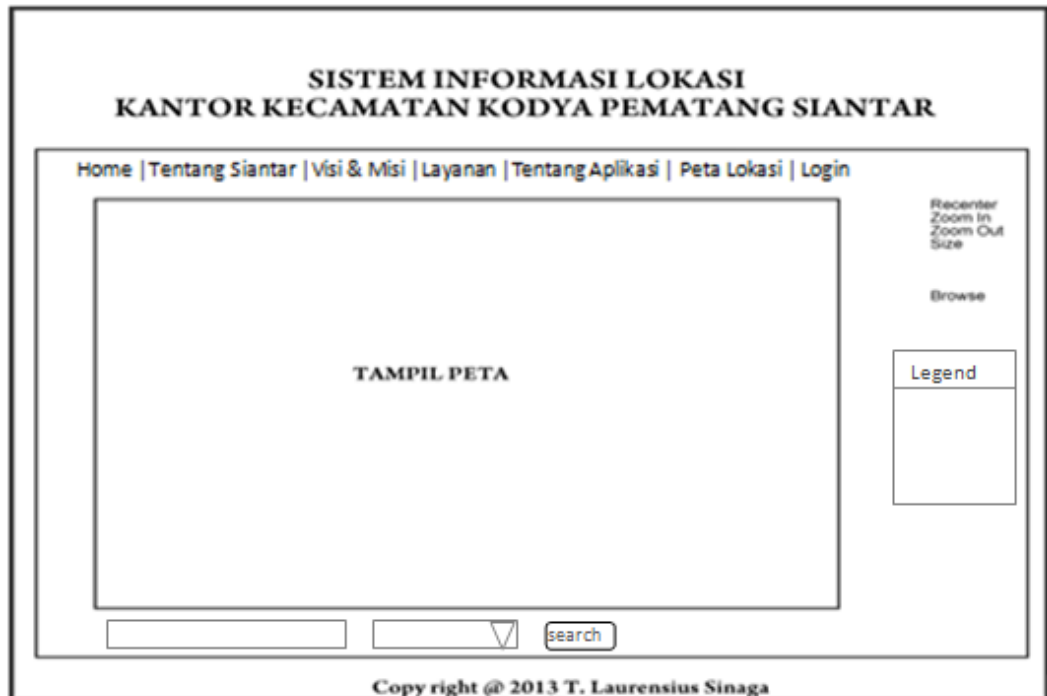 SISTEM INFORMASI LOKASI
KANTOR KECAMATAN KODYA PEMATANG SIANTAR
Home | Tentang Siantar | Visi & Misi | Layanan | Tentang Aplikasi | Peta Lokasi | Login
Recenter
Zoom In
Zoom Out
Size
Browse
TAMPIL PETA
Legend
search
Copy right @ 2013 T. Laurensius Sinaga